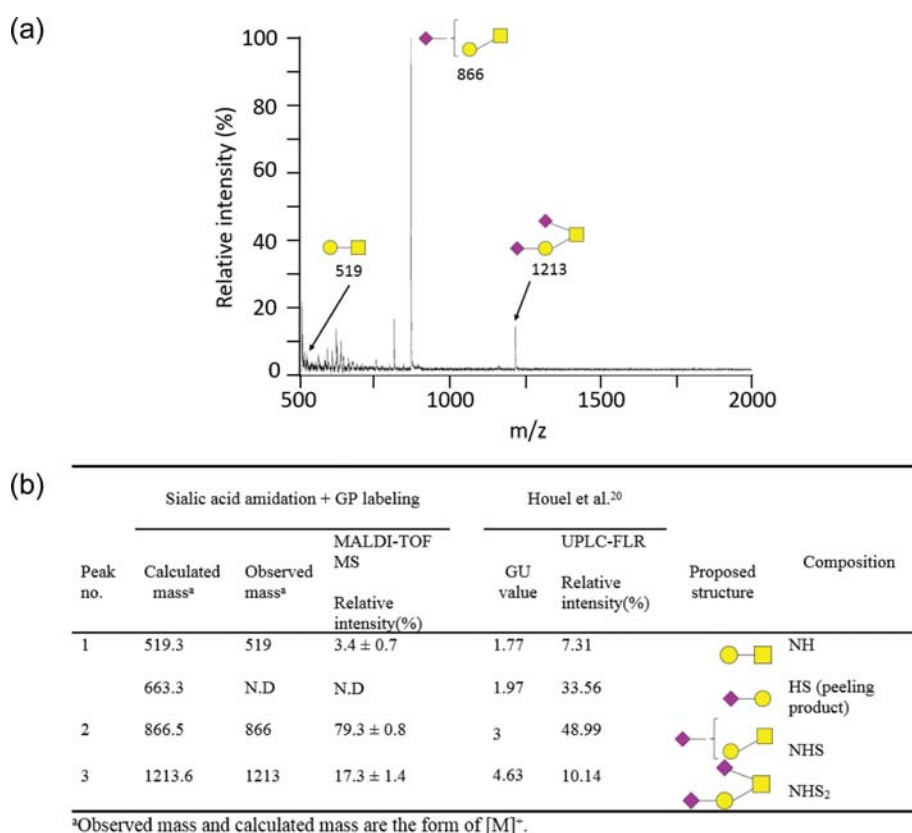 (a)
100
80
60
40
20
0
Relative intensity (%)
866
519
1213
500
1000
1500
2000
m/z
(b)
Sialic acid amidation + GP labeling
Houel et al.20
Peak no.
Calculated massa
Observed massa
MALDI-TOF MS
Relative intensity(%)
GU value
UPLC-FLR
Relative intensity(%)
Proposed structure
Composition
1 519.3 519 3.4 ± 0.7 1.77 7.31 NH
663.3 N.D N.D 1.97 33.56 HS (peeling product)
2 866.5 866 79.3 ± 0.8 3 48.99 NHS
3 1213.6 1213 17.3 ± 1.4 4.63 10.14 NHS2
aObserved mass and calculated mass are the form of [M]+.